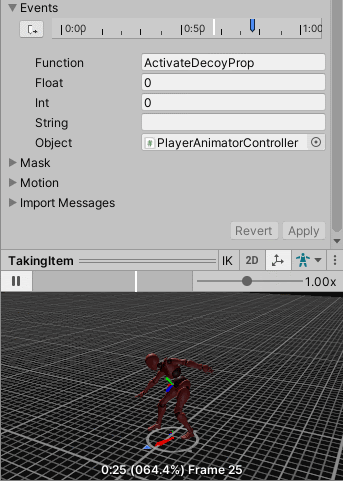 Events
0:00 0:50 1:00
Function ActivateDecoyProp
Float 0
Int 0
String
Object # PlayerAnimatorController
Mask
Motion
Import Messages
Revert Apply
TakingItem IK 2D
1.00x
0:25 (064.4%) Frame 25